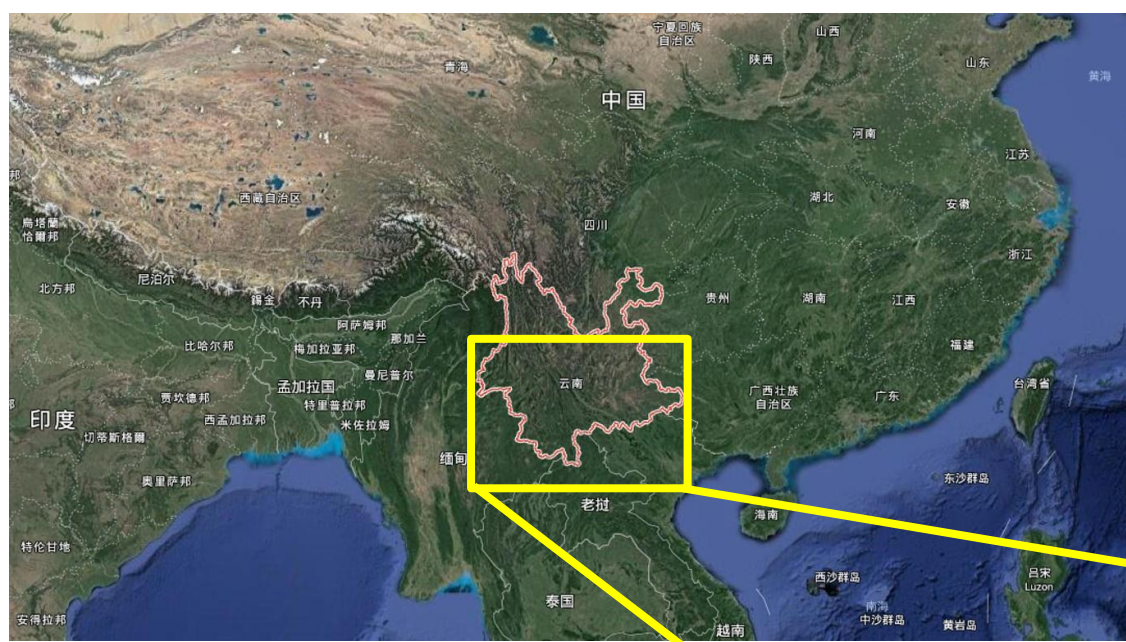 宁夏回族
自治区
山西
陕西
山东
青海
黄海
中国
河南
江苏
西藏自治区
湖北
安徽
四川
烏塔蘭
恰爾邦
浙江
尼泊尔
北方邦
錫金
不丹
贵州
湖南
江西
阿萨姆邦
那加兰
比哈尔邦
梅加拉亚邦
福建
曼尼普尔
孟加拉国
云南
台湾省
贾坎德邦
特里普拉邦
广西壮族
自治区
广东
印度
西孟加拉邦
米佐拉姆
切蒂斯格爾
缅甸
奥里萨邦
东沙群岛
老挝
海南
特伦甘地
吕宋
Luzon
西沙群岛
泰国
南海
中沙群岛
黄岩岛
安得拉邦
越南